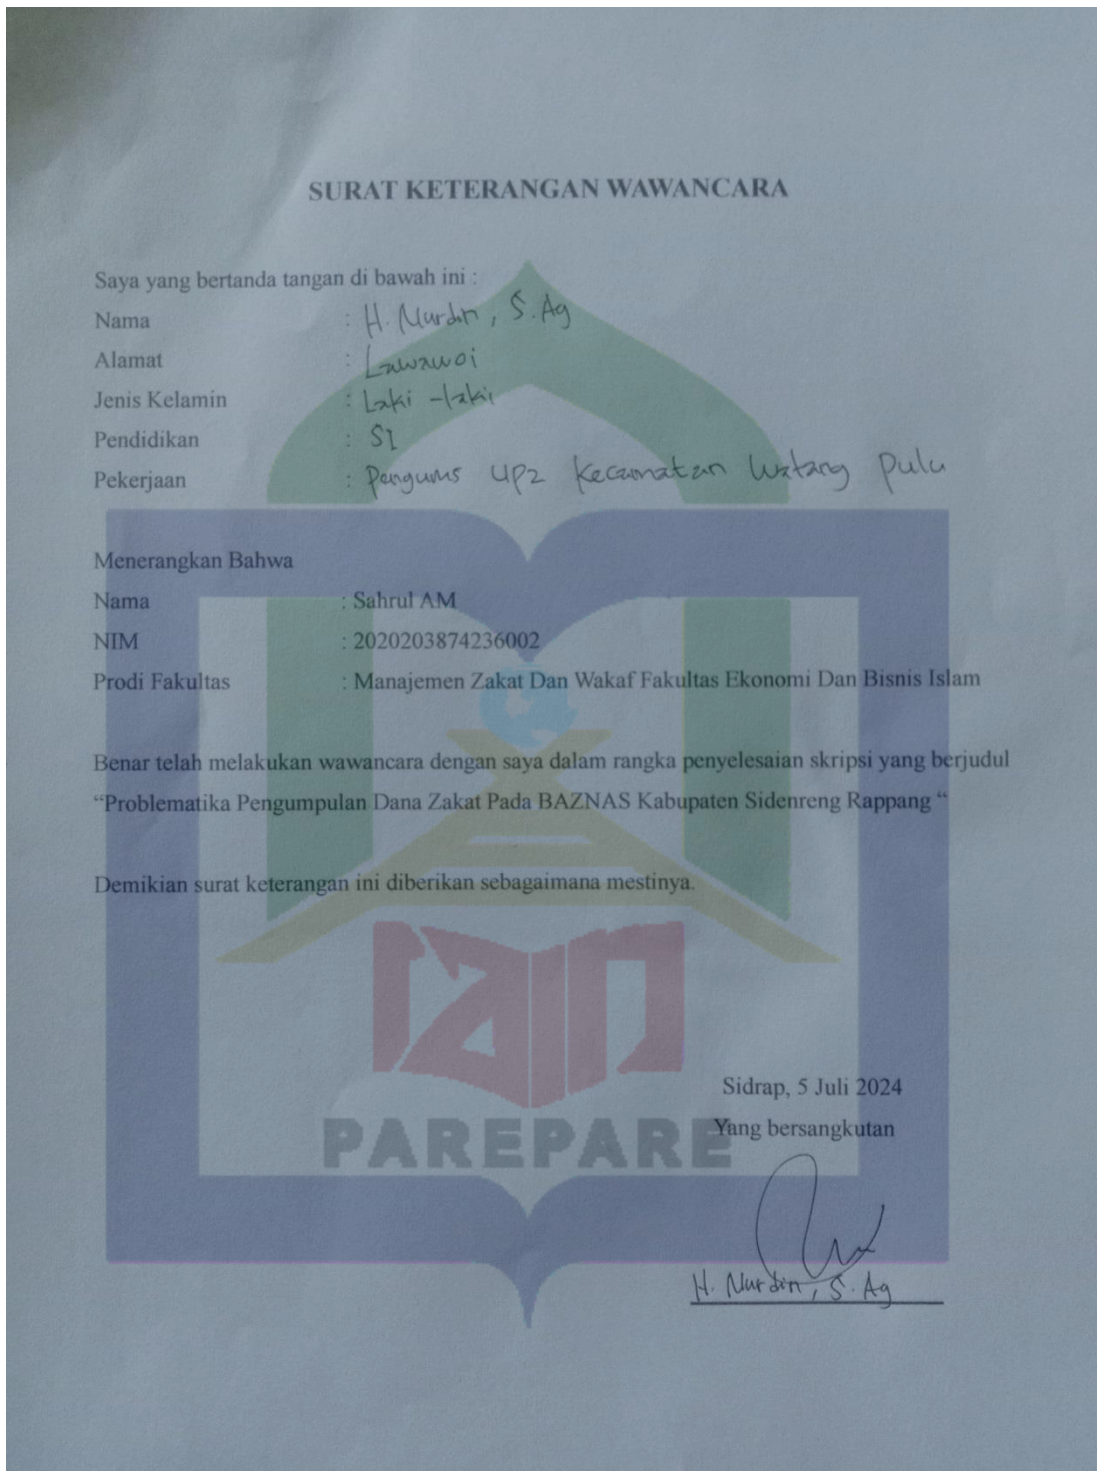 SURAT KETERANGAN WAWANCARA
Saya yang bertanda tangan di bawah ini :
Nama : H. Nurdin, S.Ag
Alamat : Lawawoi
Jenis Kelamin : Laki-laki
Pendidikan : S1
Pekerjaan : Pengurus UPZ Kecamatan Watang Pulu
Menerangkan Bahwa
Nama : Sahrul AM
NIM : 2020203874236002
Prodi Fakultas : Manajemen Zakat Dan Wakaf Fakultas Ekonomi Dan Bisnis Islam
Benar telah melakukan wawancara dengan saya dalam rangka penyelesaian skripsi yang berjudul
“Problematika Pengumpulan Dana Zakat Pada BAZNAS Kabupaten Sidenreng Rappang “
Demikian surat keterangan ini diberikan sebagaimana mestinya.
iain
PAREPARE
Sidrap, 5 Juli 2024
Yang bersangkutan
H. Nurdin, S.Ag